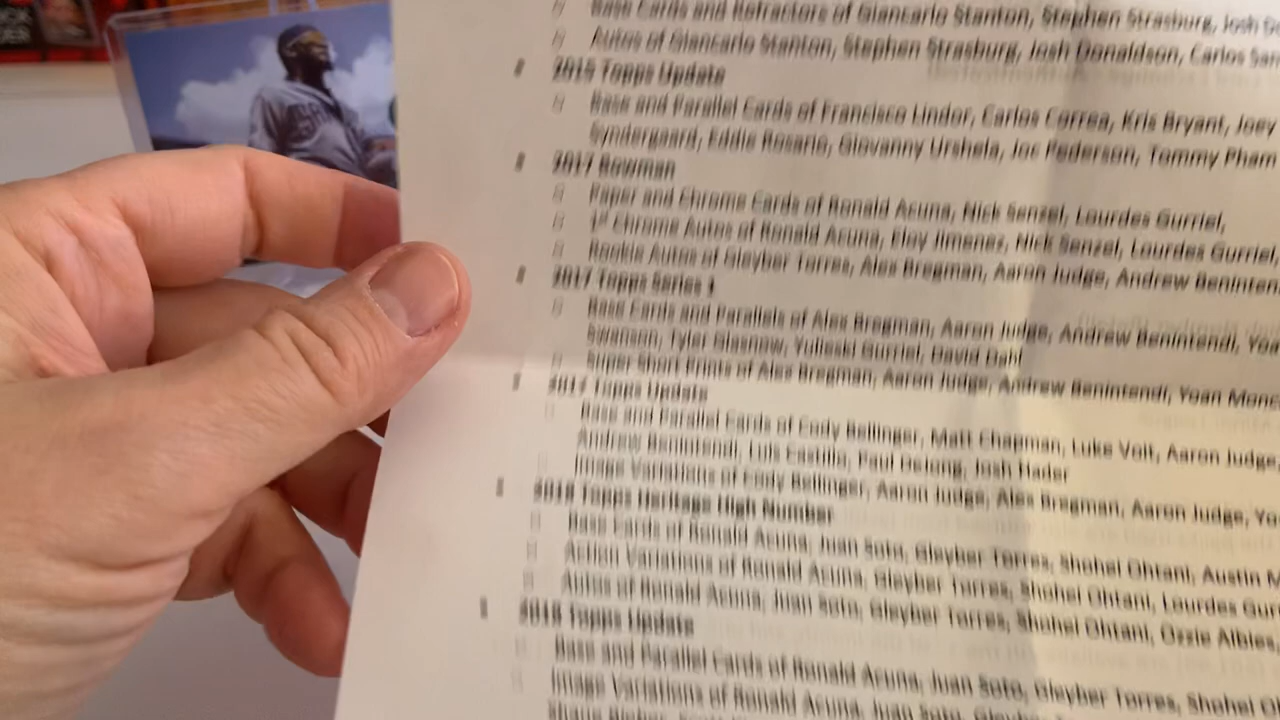 Base Cards and Refractors of Giancarlo Stanton, Stephen Strasburg, Josh
Autos of Giancarlo Stanton, Stephen Strasburg, Josh Donaldson, Carlos San
2015 Topps Update
Base and Parallel Cards of Francisco Lindor, Carlos Correa, Kris Bryant, Joey
Syndergaard, Eddie Rosario, Giovanny Urshela, Joc Pederson, Tommy Pham
2017 Bowman
Paper and Chrome Cards of Ronald Acuna, Nick Senzel, Lourdes Gurriel,
1st Chrome Autos of Ronald Acuna, Eloy Jimenez, Nick Senzel, Lourdes Gurriel,
Rookie Autos of Gleyber Torres, Alex Bregman, Aaron Judge, Andrew Beninten
2017 Topps Series 1
Base Cards and Parallels of Alex Bregman, Aaron Judge, Andrew Benintendi, Yoa
Swanson, Tyler Glasnow, Yulieski Gurriel, David Dahl
Super Short Prints of Alex Bregman, Aaron Judge, Andrew Benintendi, Yoan Monc
2017 Topps Update
Base and Parallel Cards of Cody Bellinger, Matt Chapman, Luke Voit, Aaron Judge,
Andrew Benintendi, Luis Castillo, Paul DeJong, Josh Hader
Image Variations of Cody Bellinger, Aaron Judge, Alex Bregman, Aaron Judge, Yo
2018 Topps Heritage High Number
Base Cards of Ronald Acuna, Juan Soto, Gleyber Torres, Shohei Ohtani, Austin M
Action Variations of Ronald Acuna, Gleyber Torres, Shohei Ohtani, Lourdes Gur
Autos of Ronald Acuna, Juan Soto, Gleyber Torres, Shohei Ohtani, Ozzie Albies,
2018 Topps Update
Base and Parallel Cards of Ronald Acuna, Juan Soto, Gleyber Torres, Shohei O
Image Variations of Ronald Acuna, Juan Soto, Gleyber